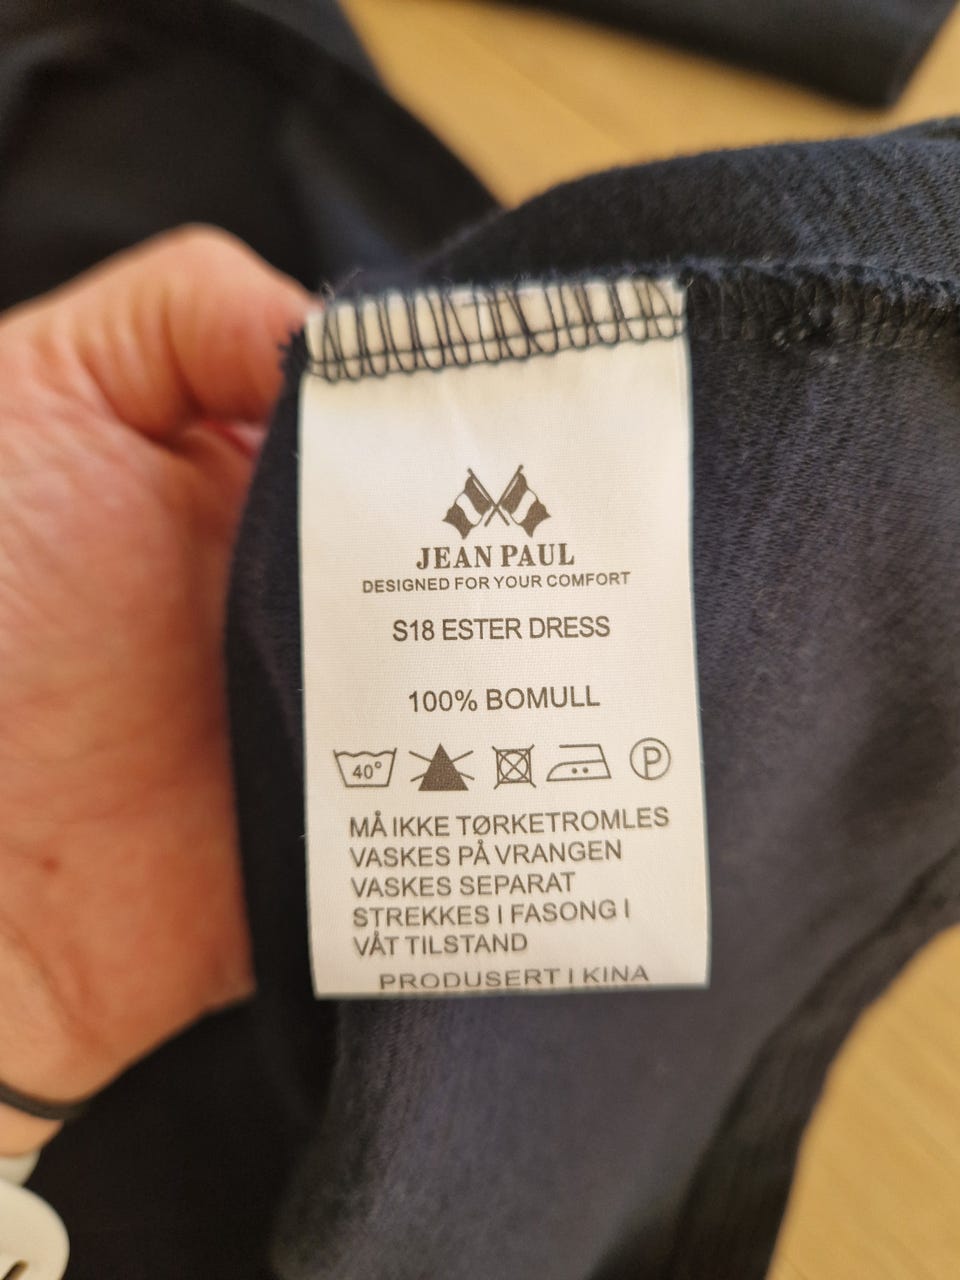 JEAN PAUL
DESIGNED FOR YOUR COMFORT
S18 ESTER DRESS
100% BOMULL
40° P
MÅ IKKE TØRKETROMLES
VASKES PÅ VRANGEN
VASKES SEPARAT
STREKKES I FASONG I
VÅT TILSTAND
PRODUSERT I KINA